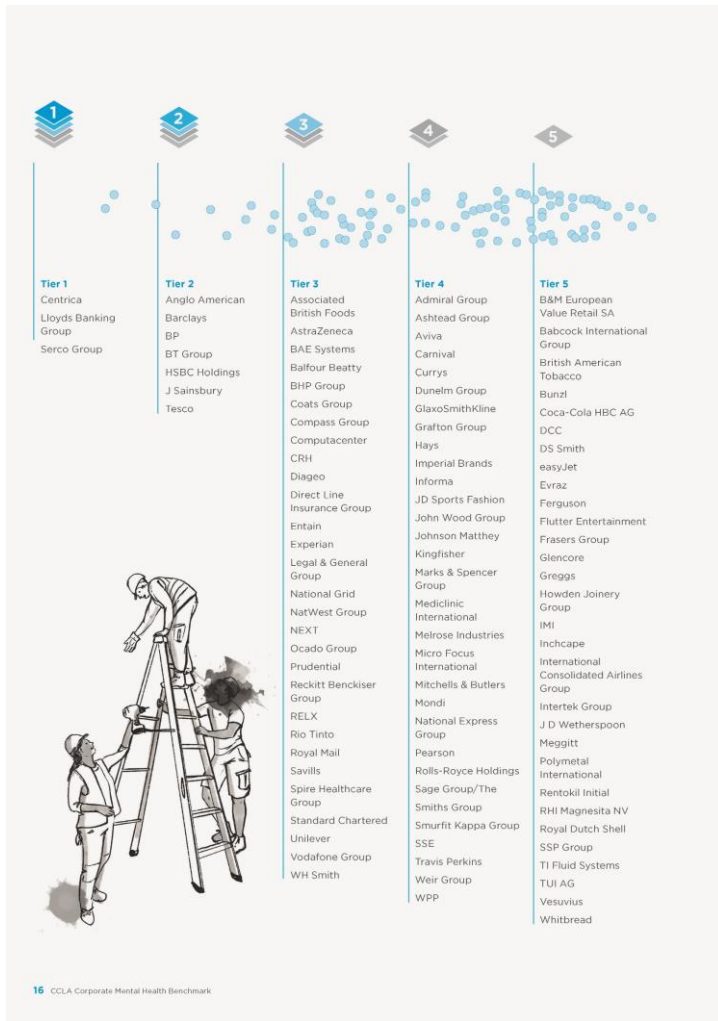 1
2
3
4
5
Tier 1
Centrica
Lloyds Banking
Group
Serco Group
Tier 2
Anglo American
Barclays
BP
BT Group
HSBC Holdings
J Sainsbury
Tesco
Tier 3
Associated
British Foods
AstraZeneca
BAE Systems
Balfour Beatty
BHP Group
Coats Group
Compass Group
Computacenter
CRH
Diageo
Direct Line
Insurance Group
Entain
Experian
Legal & General
Group
National Grid
NatWest Group
NEXT
Ocado Group
Prudential
Reckitt Benckiser
Group
RELX
Rio Tinto
Royal Mail
Savills
Spire Healthcare
Group
Standard Chartered
Unilever
Vodafone Group
WH Smith
Tier 4
Admiral Group
Ashtead Group
Aviva
Carnival
Currys
Dunelm Group
GlaxoSmithKline
Grafton Group
Hays
Imperial Brands
Informa
JD Sports Fashion
John Wood Group
Johnson Matthey
Kingfisher
Marks & Spencer
Group
Mediclinic
International
Melrose Industries
Micro Focus
International
Mitchells & Butlers
Mondi
National Express
Group
Pearson
Rolls-Royce Holdings
Sage Group/The
Smiths Group
Smurfit Kappa Group
SSE
Travis Perkins
Weir Group
WPP
Tier 5
B&M European
Value Retail SA
Babcock International
Group
British American
Tobacco
Bunzl
Coca-Cola HBC AG
DCC
DS Smith
easyJet
Evraz
Ferguson
Flutter Entertainment
Frasers Group
Glencore
Greggs
Howden Joinery
Group
IMI
Inchcape
International
Consolidated Airlines
Group
Intertek Group
J D Wetherspoon
Meggitt
Polymetal
International
Rentokil Initial
RHI Magnesita NV
Royal Dutch Shell
SSP Group
TI Fluid Systems
TUI AG
Vesuvius
Whitbread
16 CCLA Corporate Mental Health Benchmark